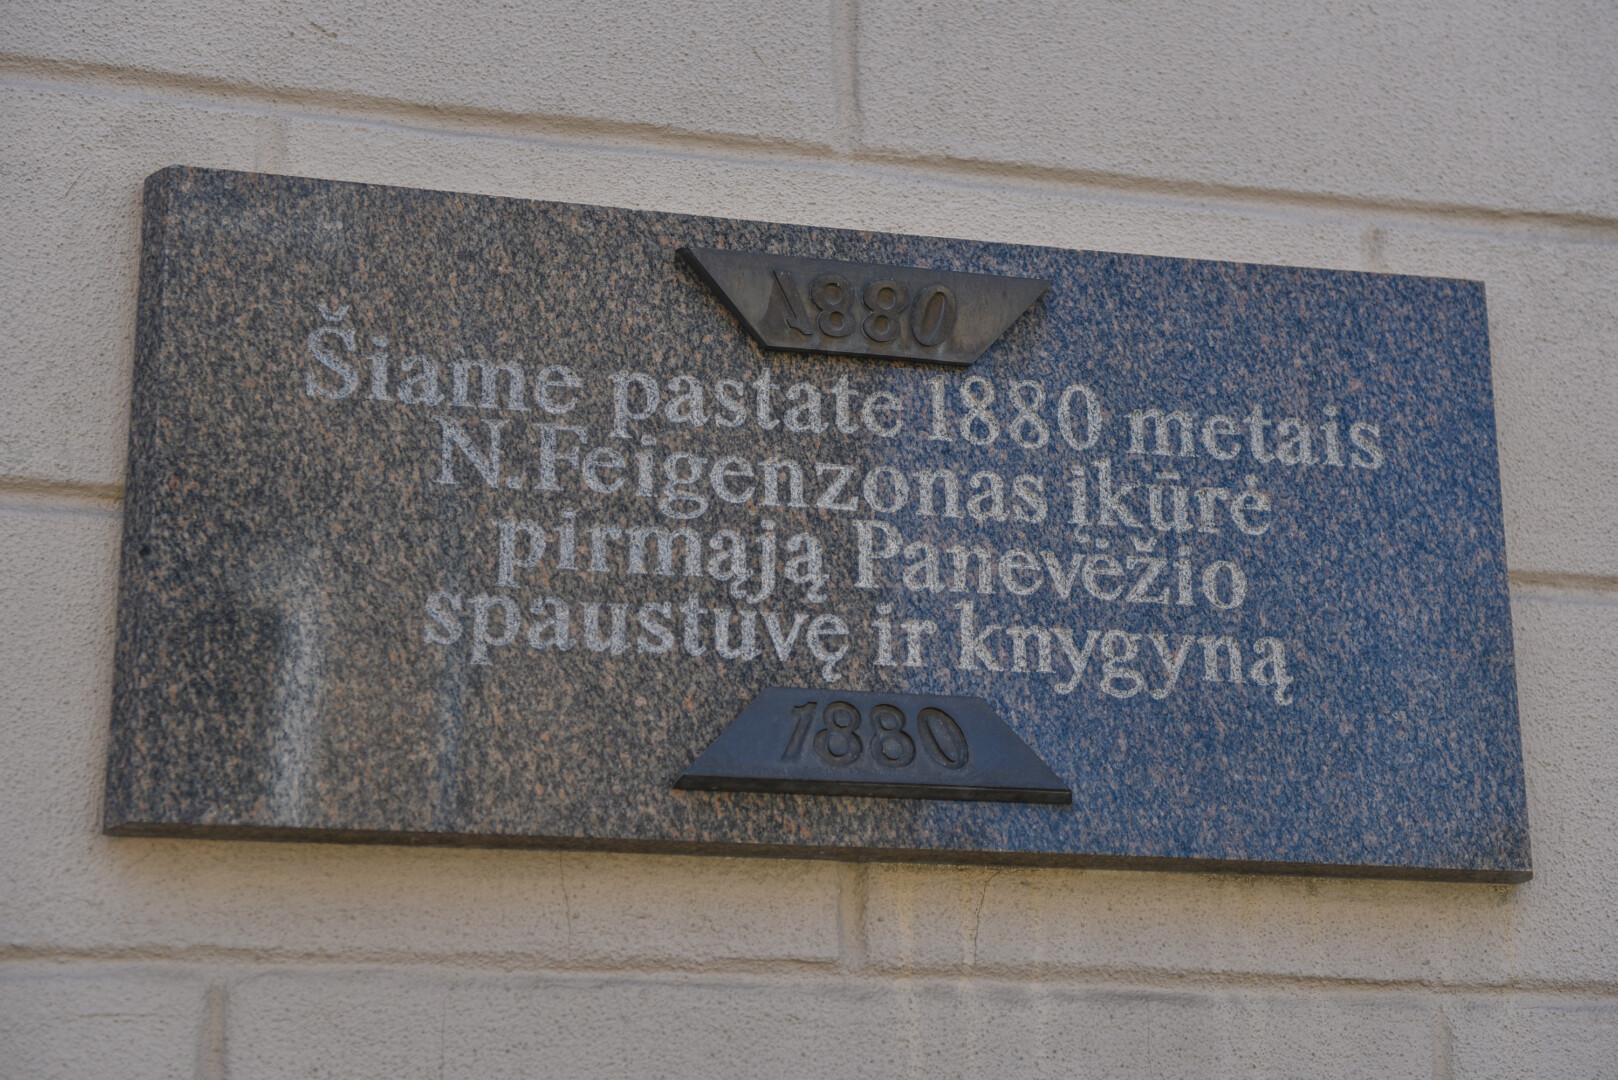 1880
Šiame pastate 1880 metais
N.Feigenzonas įkūrė
pirmąją Panevėžio
spaustuvę ir knygyną
1880